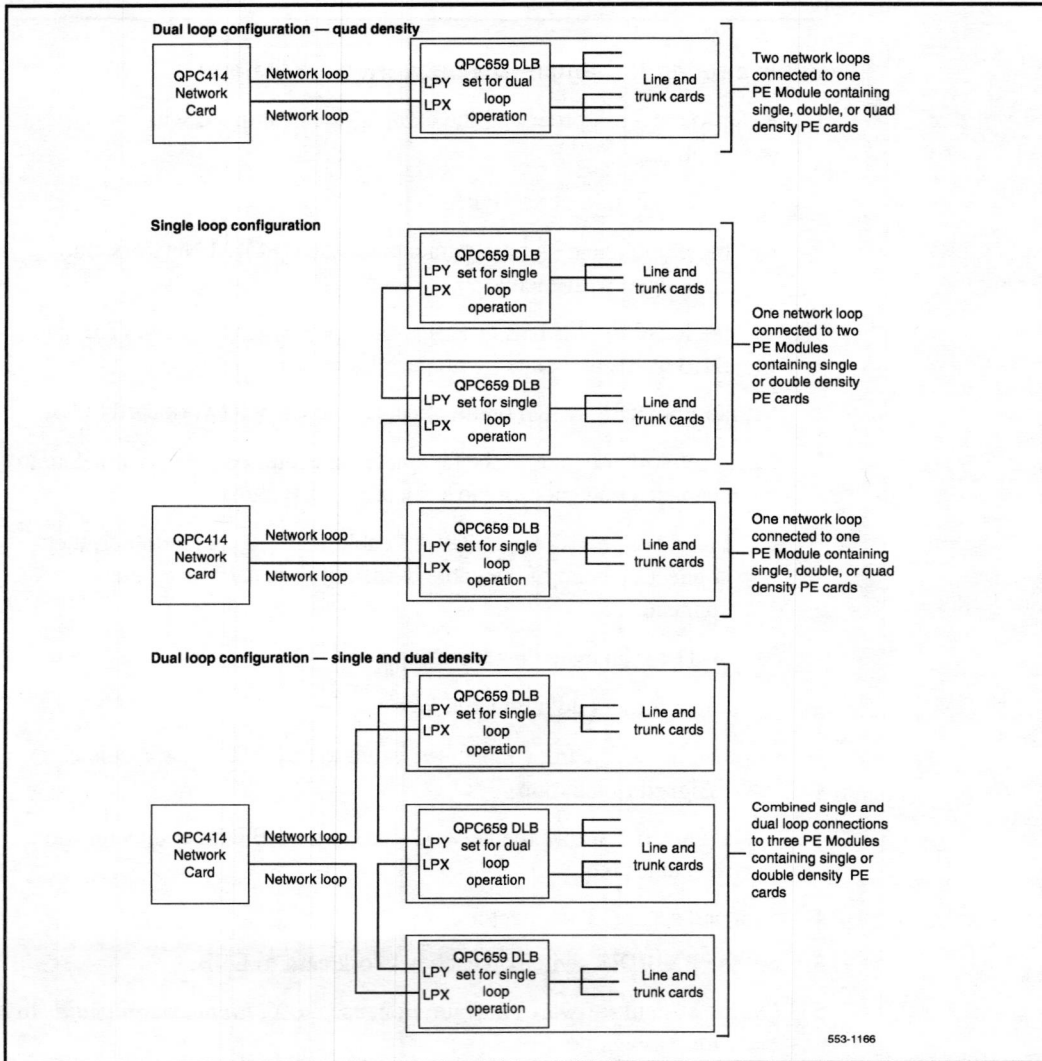 Dual loop configuration — quad density
QPC414
Network
Card
Network loop
Network loop
LPY
LPX
QPC659 DLB
set for dual
loop
operation
Line and
trunk cards
Two network loops
connected to one
PE Module containing
single, double, or quad
density PE cards
Single loop configuration
LPY
LPX
QPC659 DLB
set for single
loop
operation
Line and
trunk cards
LPY
LPX
QPC659 DLB
set for single
loop
operation
Line and
trunk cards
One network loop
connected to two
PE Modules
containing single
or double density
PE cards
QPC414
Network
Card
Network loop
Network loop
LPY
LPX
QPC659 DLB
set for single
loop
operation
Line and
trunk cards
One network loop
connected to one
PE Module containing
single, double, or quad
density PE cards
Dual loop configuration — single and dual density
LPY
LPX
QPC659 DLB
set for single
loop
operation
Line and
trunk cards
QPC414
Network
Card
Network loop
Network loop
LPY
LPX
QPC659 DLB
set for dual
loop
operation
Line and
trunk cards
LPY
LPX
QPC659 DLB
set for single
loop
operation
Line and
trunk cards
Combined single and
dual loop connections
to three PE Modules
containing single or
double density PE
cards
553-1166